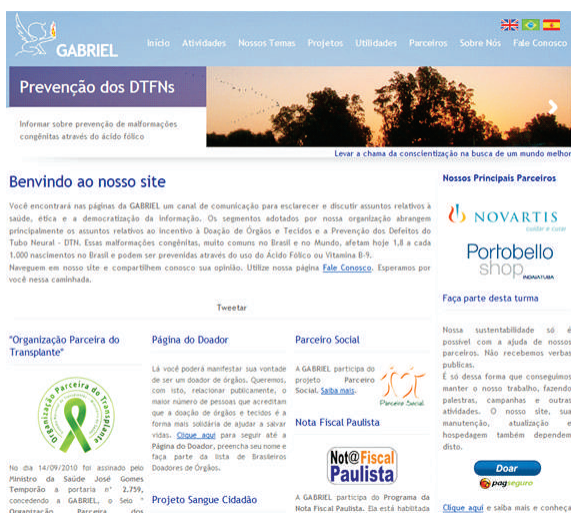 GABRIEL
Início Atividades Nossos Temas Projetos Utilidades Parceiros Sobre Nós Fale Conosco
Prevenção dos DTFNs
Informar sobre prevenção de malformações
congênitas através do ácido fólico
Levar a chama da conscientização na busca de um mundo melhor
Benvindo ao nosso site
Você encontrará nas páginas da GABRIEL um canal de comunicação para esclarecer e discutir assuntos relativos à
saúde, ética e a democratização da informação. Os segmentos adotados por nossa organização abrangem
principalmente os assuntos relativos ao incentivo à Doação de Órgãos e Tecidos e a Prevenção dos Defeitos do
Tubo Neural - DTN. Essas malformações congênitas, muito comuns no Brasil e no Mundo, afetam hoje 1,8 a cada
1.000 nascimentos no Brasil e podem ser prevenidas através do uso do Ácido Fólico ou Vitamina B-9.
Naveguem em nosso site e compartilhem conosco sua opinião. Utilize nossa página Fale Conosco. Esperamos por
você nessa caminhada.
Tweetar
"Organização Parceira do
Transplante"
Organização Parceira do Transplante
No dia 14/09/2010 foi assinado pelo
Ministro da Saúde José Gomes
Temporão a portaria n° 2.759,
concedendo a GABRIEL, o Selo "
Organização Parceira dos
Página do Doador
Lá você poderá manifestar sua vontade
de ser um doador de órgãos. Queremos,
com isto, relacionar publicamente, o
maior número de pessoas que acreditam
que a doação de órgãos e tecidos é a
forma mais solidária de ajudar a salvar
vidas. Clique aqui para seguir até a
Página do Doador, preencha seu nome e
faça parte da lista de Brasileiros
Doadores de Órgãos.
Projeto Sangue Cidadão
Parceiro Social
A GABRIEL participa do
projeto Parceiro
Social. Saiba mais.
Parceiro Social
Nota Fiscal Paulista
Not@Fiscal
Paulista
A GABRIEL participa do Programa da
Nota Fiscal Paulista. Ela está habilitada
Nossos Principais Parceiros
NOVARTIS
cuidar e curar
Portobello
shop
INDAIATUBA
Faça parte desta turma
Nossa sustentabilidade só é
possível com a ajuda de nossos
parceiros. Não recebemos verbas
publicas.
É só dessa forma que conseguimos
manter o nosso trabalho, fazendo
palestras, campanhas e outras
atividades. O nosso site, sua
manutenção, atualização e
hospedagem também dependem
disto.
Doar
pagseguro
Clique aqui e saiba mais e conheça